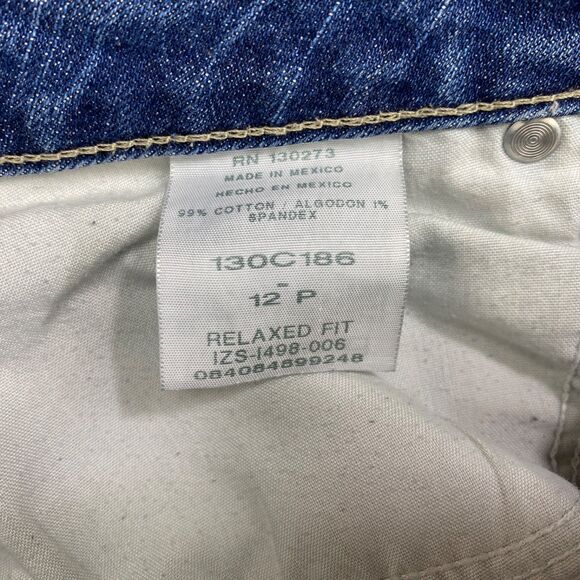 RN 130273
MADE IN MEXICO
HECHO EN MEXICO
99% COTTON / ALGODON 1%
SPANDEX
130C186
-
12 P
RELAXED FIT
IZS-I498-006
084084899248